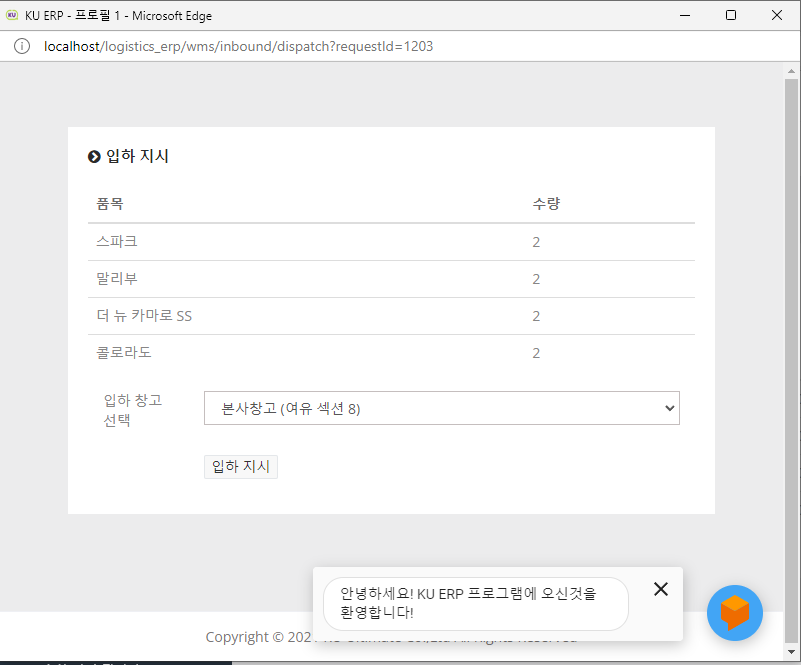 KU ERP - 프로필 1 - Microsoft Edge
localhost/logistics_erp/wms/inbound/dispatch?requestId=1203
입하 지시
품목 수량
스파크 2
말리부 2
더 뉴 카마로 SS 2
콜로라도 2
입하 창고 본사창고 (여유 섹션 8)
선택
입하 지시
안녕하세요! KU ERP 프로그램에 오신것을
환영합니다!
Copyright ©